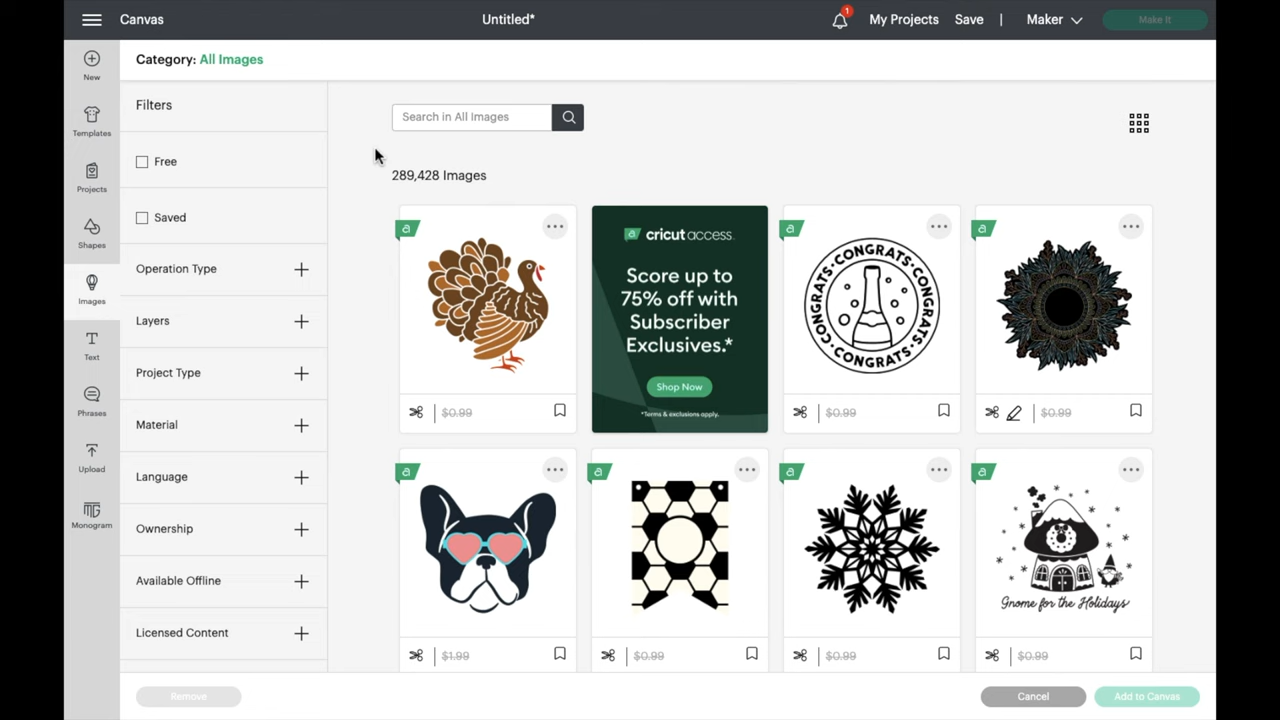 Canvas
Untitled*
1
My Projects
Save
|
Maker
Make It
New
Templates
Projects
Shapes
Images
Text
Phrases
Upload
Monogram
Category: All Images
Filters
Free
Saved
Operation Type
Layers
Project Type
Material
Language
Ownership
Available Offline
Licensed Content
Search in All Images
289,428 Images
a
$0.99
a cricut access
Score up to
75% off with
Subscriber
Exclusives.*
Shop Now
*Terms & exclusions apply.
a
CONGRATS·CONGRATS·CONGRATS·CONGRATS·
$0.99
a
$0.99
a
$1.99
a
$0.99
a
$0.99
a
Gnome for the Holidays
$0.99
Remove
Cancel
Add to Canvas